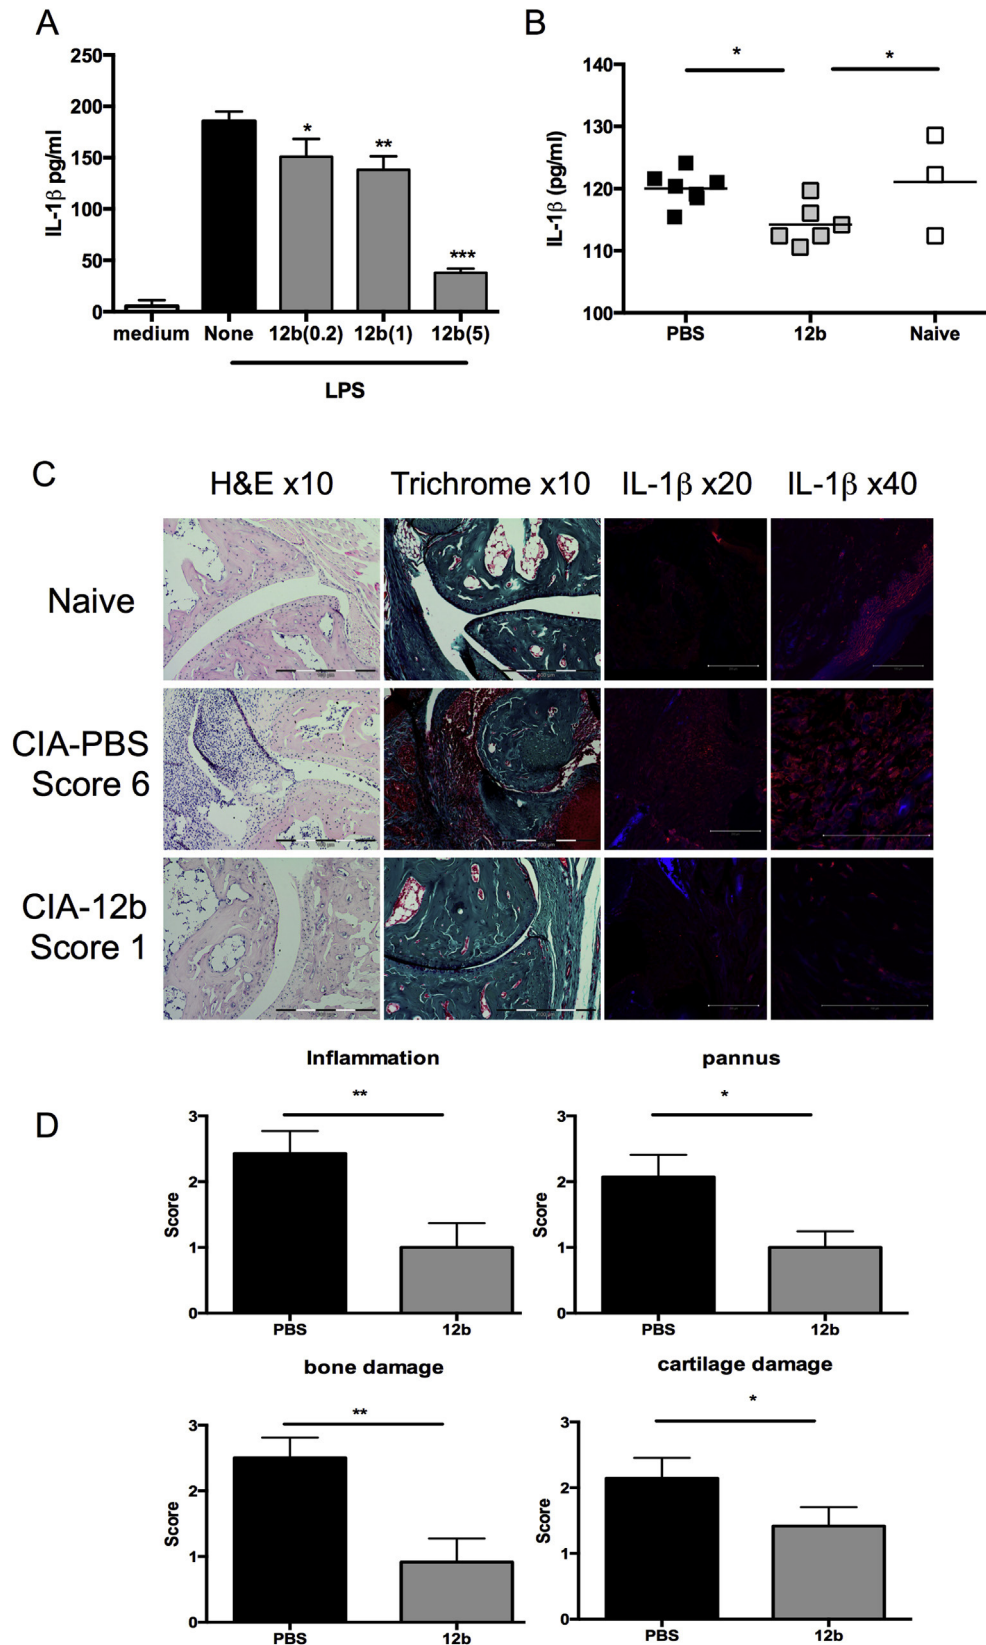 A
250
200
150
100
50
0
IL-1β pg/ml
*
**
***
medium None 12b(0.2) 12b(1) 12b(5)
LPS
B
140
130
120
110
100
IL-1β (pg/ml)
*
*
PBS 12b Naive
C
H&E x10 Trichrome x10 IL-1β x20 IL-1β x40
Naive
CIA-PBS
Score 6
CIA-12b
Score 1
D
Inflammation
**
3
2
1
0
Score
PBS 12b
pannus
*
3
2
1
0
Score
PBS 12b
bone damage
**
3
2
1
0
Score
PBS 12b
cartilage damage
*
3
2
1
0
Score
PBS 12b